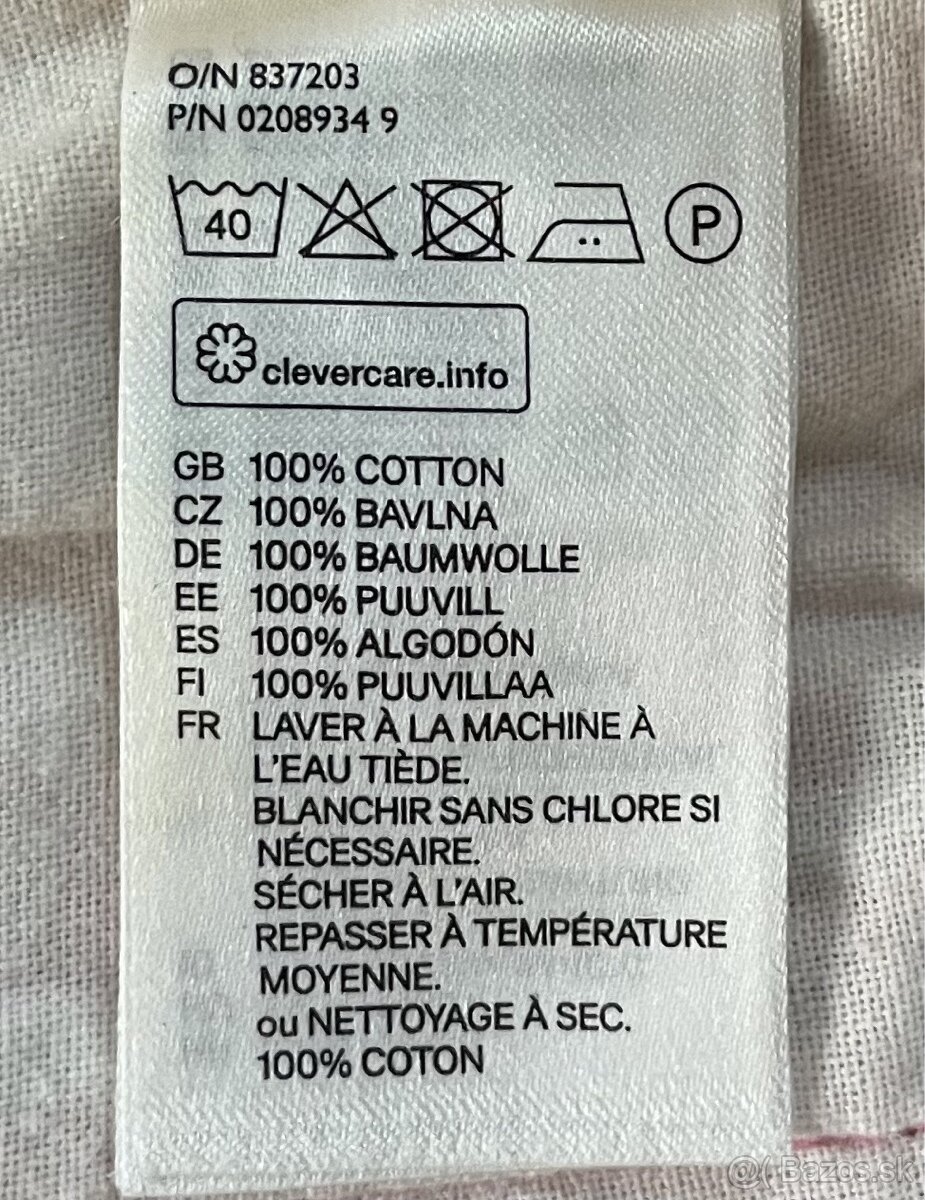 O/N 837203
P/N 0208934 9
40
P
clevercare.info
GB 100% COTTON
CZ 100% BAVLNA
DE 100% BAUMWOLLE
EE 100% PUUVILL
ES 100% ALGODÓN
FI 100% PUUVILLAA
FR LAVER À LA MACHINE À
L'EAU TIÈDE.
BLANCHIR SANS CHLORE SI
NÉCESSAIRE.
SÉCHER À L'AIR.
REPASSER À TEMPÉRATURE
MOYENNE.
ou NETTOYAGE À SEC.
100% COTON
Bazos.sk